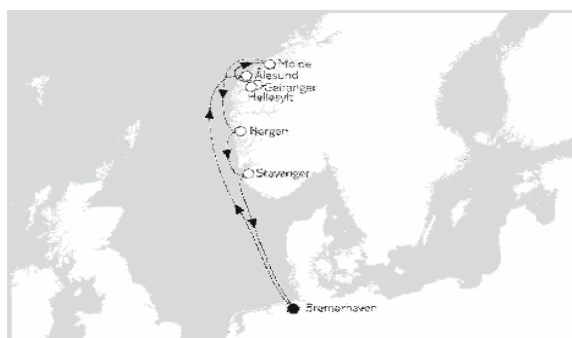 Molde
Ålesund
Geiranger
Hellesylt
Bergen
Stavanger
Bremerhaven